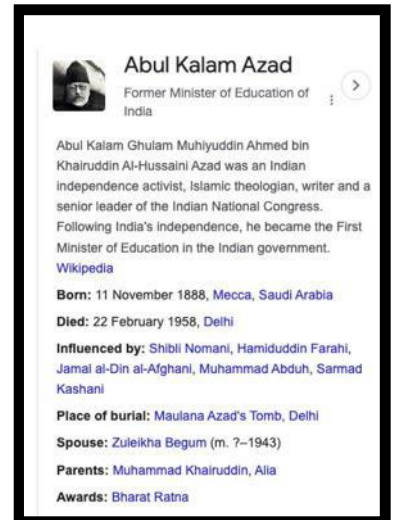 Abul Kalam Azad
Former Minister of Education of
India
Abul Kalam Ghulam Muhiyuddin Ahmed bin
Khairuddin Al-Hussaini Azad was an Indian
independence activist, Islamic theologian, writer and a
senior leader of the Indian National Congress.
Following India's independence, he became the First
Minister of Education in the Indian government.
Wikipedia
Born: 11 November 1888, Mecca, Saudi Arabia
Died: 22 February 1958, Delhi
Influenced by: Shibli Nomani, Hamiduddin Farahi,
Jamal al-Din al-Afghani, Muhammad Abduh, Sarmad
Kashani
Place of burial: Maulana Azad's Tomb, Delhi
Spouse: Zuleikha Begum (m. ?–1943)
Parents: Muhammad Khairuddin, Alia
Awards: Bharat Ratna